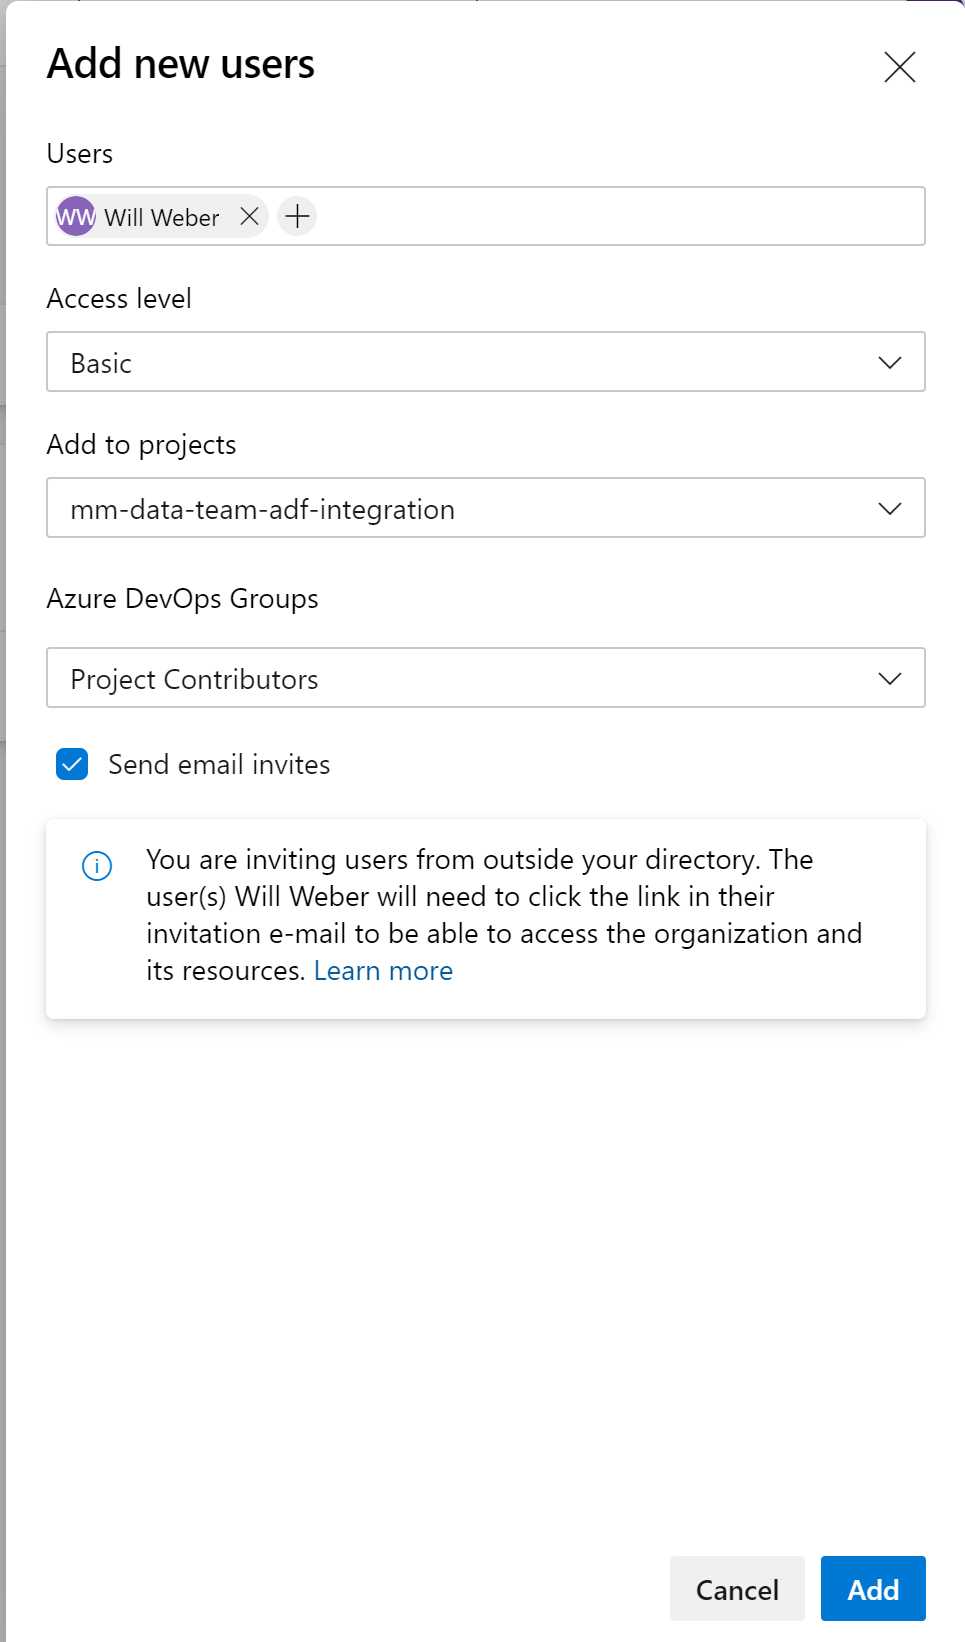 Add new users
Users
WW Will Weber
Access level
Basic
Add to projects
mm-data-team-adf-integration
Azure DevOps Groups
Project Contributors
Send email invites
You are inviting users from outside your directory. The
user(s) Will Weber will need to click the link in their
invitation e-mail to be able to access the organization and
its resources. Learn more
Cancel Add